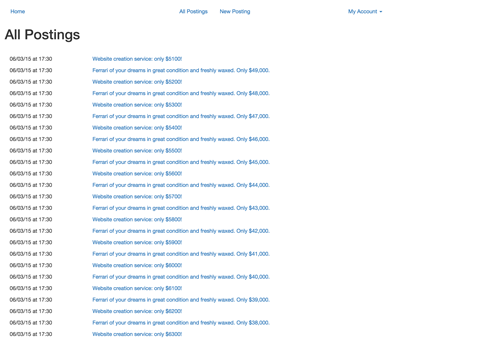 Home All Postings New Posting My Account
All Postings
06/03/15 at 17:30 Website creation service: only $5100!
06/03/15 at 17:30 Ferrari of your dreams in great condition and freshly waxed. Only $49,000.
06/03/15 at 17:30 Website creation service: only $5200!
06/03/15 at 17:30 Ferrari of your dreams in great condition and freshly waxed. Only $48,000.
06/03/15 at 17:30 Website creation service: only $5300!
06/03/15 at 17:30 Ferrari of your dreams in great condition and freshly waxed. Only $47,000.
06/03/15 at 17:30 Website creation service: only $5400!
06/03/15 at 17:30 Ferrari of your dreams in great condition and freshly waxed. Only $46,000.
06/03/15 at 17:30 Website creation service: only $5500!
06/03/15 at 17:30 Ferrari of your dreams in great condition and freshly waxed. Only $45,000.
06/03/15 at 17:30 Website creation service: only $5600!
06/03/15 at 17:30 Ferrari of your dreams in great condition and freshly waxed. Only $44,000.
06/03/15 at 17:30 Website creation service: only $5700!
06/03/15 at 17:30 Ferrari of your dreams in great condition and freshly waxed. Only $43,000.
06/03/15 at 17:30 Website creation service: only $5800!
06/03/15 at 17:30 Ferrari of your dreams in great condition and freshly waxed. Only $42,000.
06/03/15 at 17:30 Website creation service: only $5900!
06/03/15 at 17:30 Ferrari of your dreams in great condition and freshly waxed. Only $41,000.
06/03/15 at 17:30 Website creation service: only $6000!
06/03/15 at 17:30 Ferrari of your dreams in great condition and freshly waxed. Only $40,000.
06/03/15 at 17:30 Website creation service: only $6100!
06/03/15 at 17:30 Ferrari of your dreams in great condition and freshly waxed. Only $39,000.
06/03/15 at 17:30 Website creation service: only $6200!
06/03/15 at 17:30 Ferrari of your dreams in great condition and freshly waxed. Only $38,000.
06/03/15 at 17:30 Website creation service: only $6300!